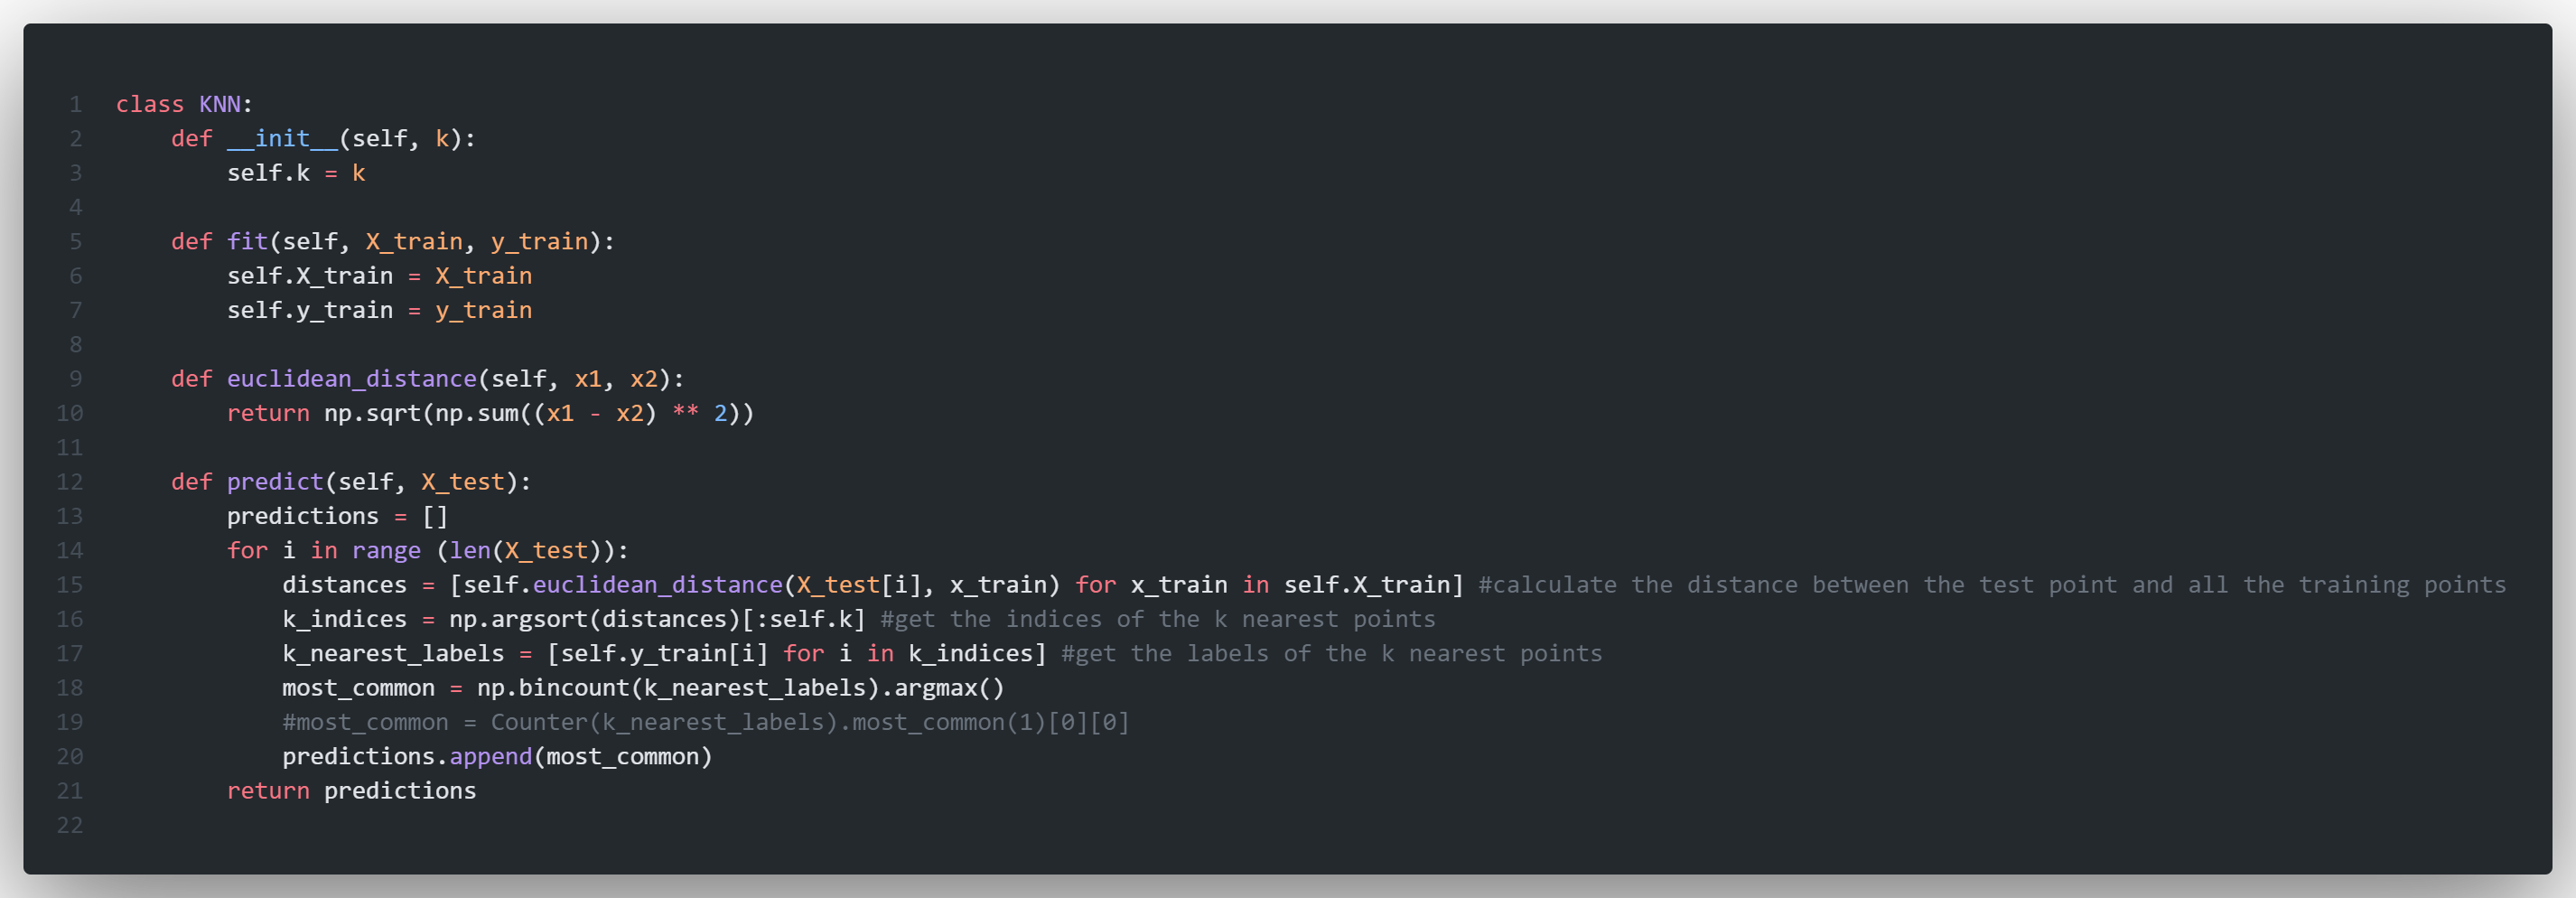 1 class KNN:
2     def __init__(self, k):
3         self.k = k
4
5     def fit(self, X_train, y_train):
6         self.X_train = X_train
7         self.y_train = y_train
8
9     def euclidean_distance(self, x1, x2):
10         return np.sqrt(np.sum((x1 - x2) ** 2))
11
12     def predict(self, X_test):
13         predictions = []
14         for i in range (len(X_test)):
15             distances = [self.euclidean_distance(X_test[i], x_train) for x_train in self.X_train] #calculate the distance between the test point and all the training points
16             k_indices = np.argsort(distances)[:self.k] #get the indices of the k nearest points
17             k_nearest_labels = [self.y_train[i] for i in k_indices] #get the labels of the k nearest points
18             most_common = np.bincount(k_nearest_labels).argmax()
19             #most_common = Counter(k_nearest_labels).most_common(1)[0][0]
20             predictions.append(most_common)
21         return predictions
22